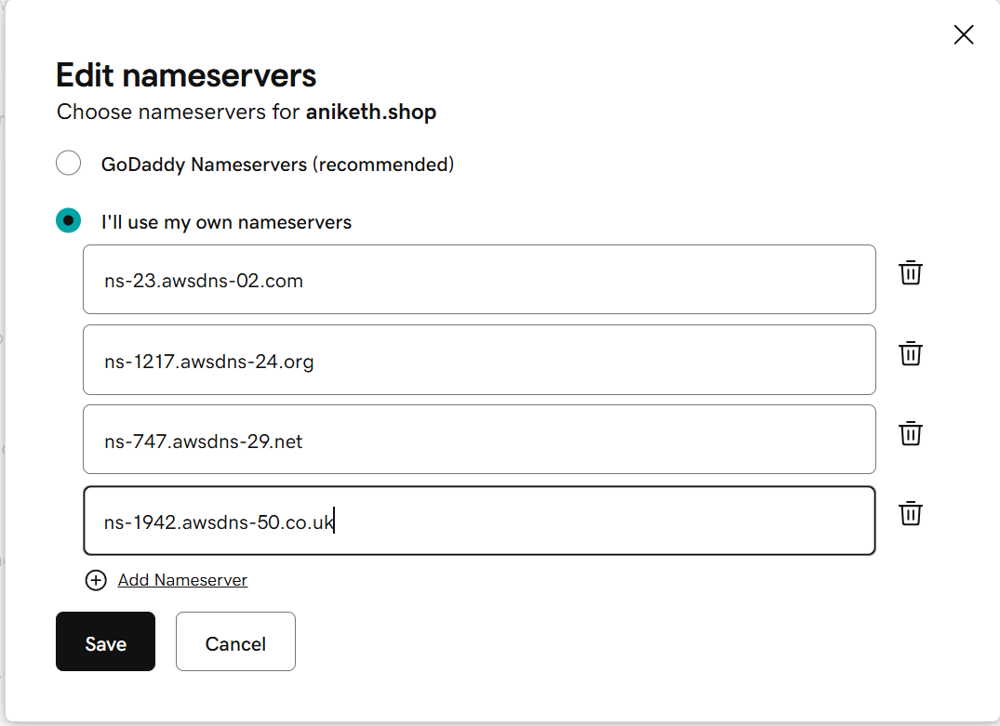 Edit nameservers
Choose nameservers for aniketh.shop
GoDaddy Nameservers (recommended)
I'll use my own nameservers
ns-23.awsdns-02.com
ns-1217.awsdns-24.org
ns-747.awsdns-29.net
ns-1942.awsdns-50.co.uk
Add Nameserver
Save Cancel